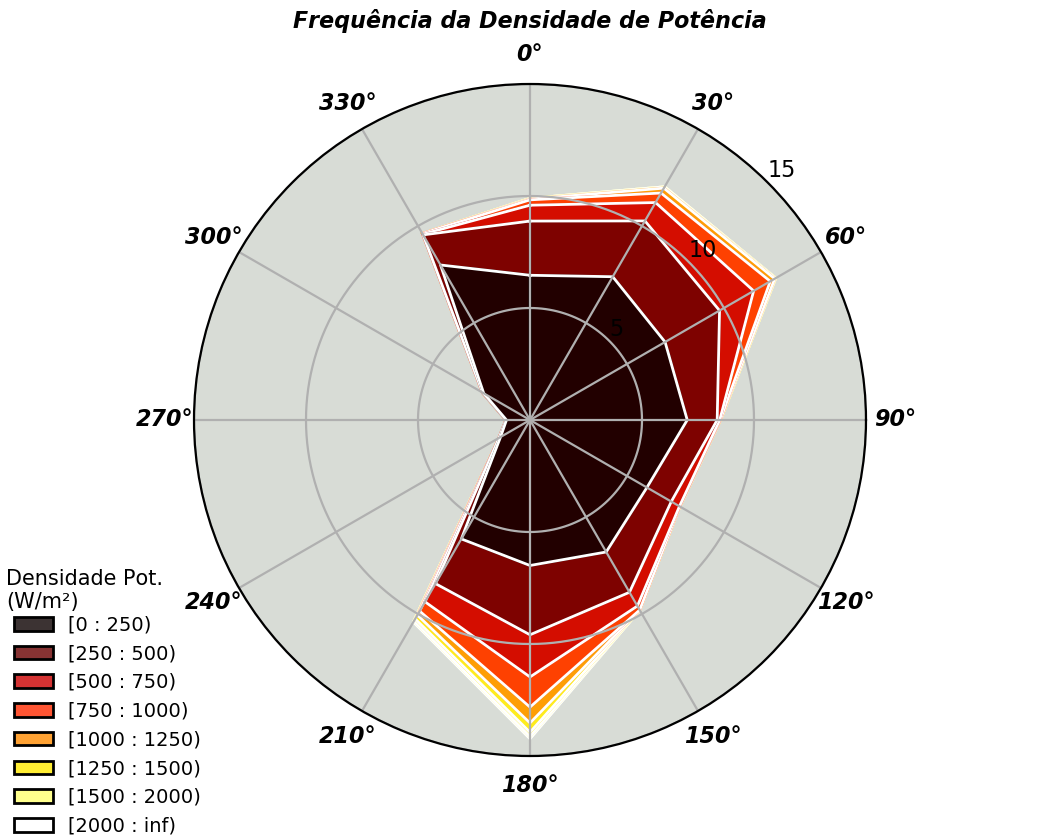 Frequência da Densidade de Potência
0°
330°
30°
15
300°
60°
10
5
270°
90°
240°
120°
210°
150°
180°
Densidade Pot.
(W/m²)
[0 : 250)
[250 : 500)
[500 : 750)
[750 : 1000)
[1000 : 1250)
[1250 : 1500)
[1500 : 2000)
[2000 : inf)